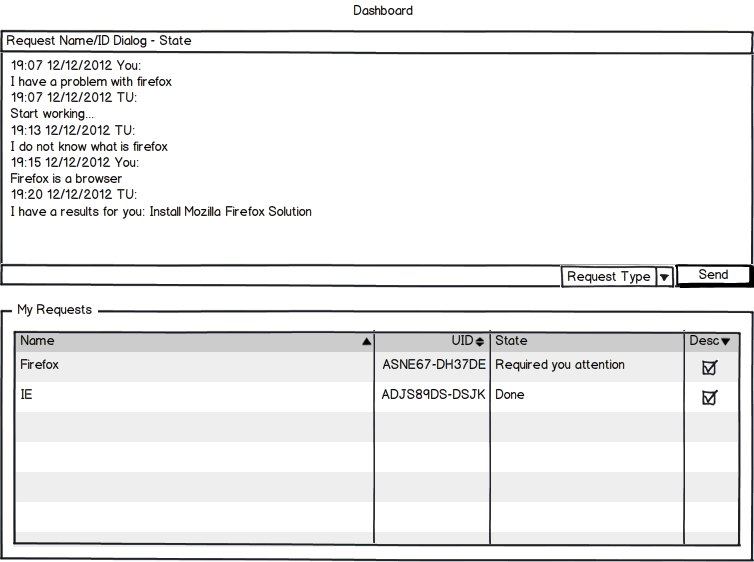 Dashboard
Request Name/ID Dialog - State
19:07 12/12/2012 You:
I have a problem with firefox
19:07 12/12/2012 TU:
Start working...
19:13 12/12/2012 TU:
I do not know what is firefox
19:15 12/12/2012 You:
Firefox is a browser
19:20 12/12/2012 TU:
I have a results for you: Install Mozilla Firefox Solution
Request Type Send
My Requests
Name UID State Desc
Firefox ASNE67-DH37DE Required you attention
IE ADJS89DS-DSJK Done